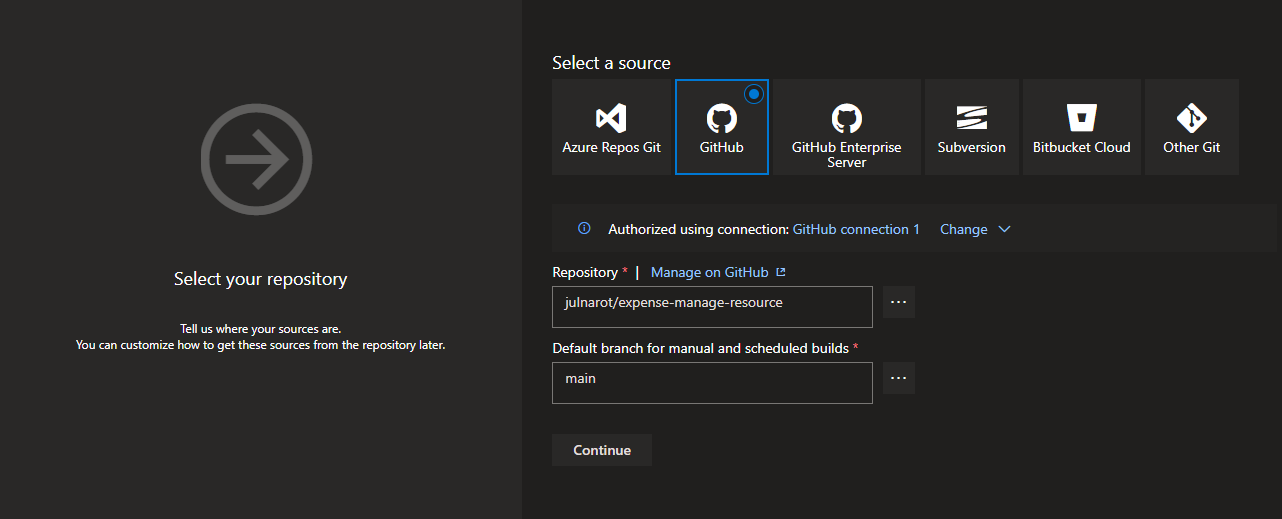 Select your repository
Tell us where your sources are.
You can customize how to get these sources from the repository later.
Select a source
Azure Repos Git
GitHub
GitHub Enterprise
Server
Subversion
Bitbucket Cloud
Other Git
Authorized using connection: GitHub connection 1 Change
Repository * | Manage on GitHub
julnarot/expense-manage-resource
...
Default branch for manual and scheduled builds *
main
...
Continue